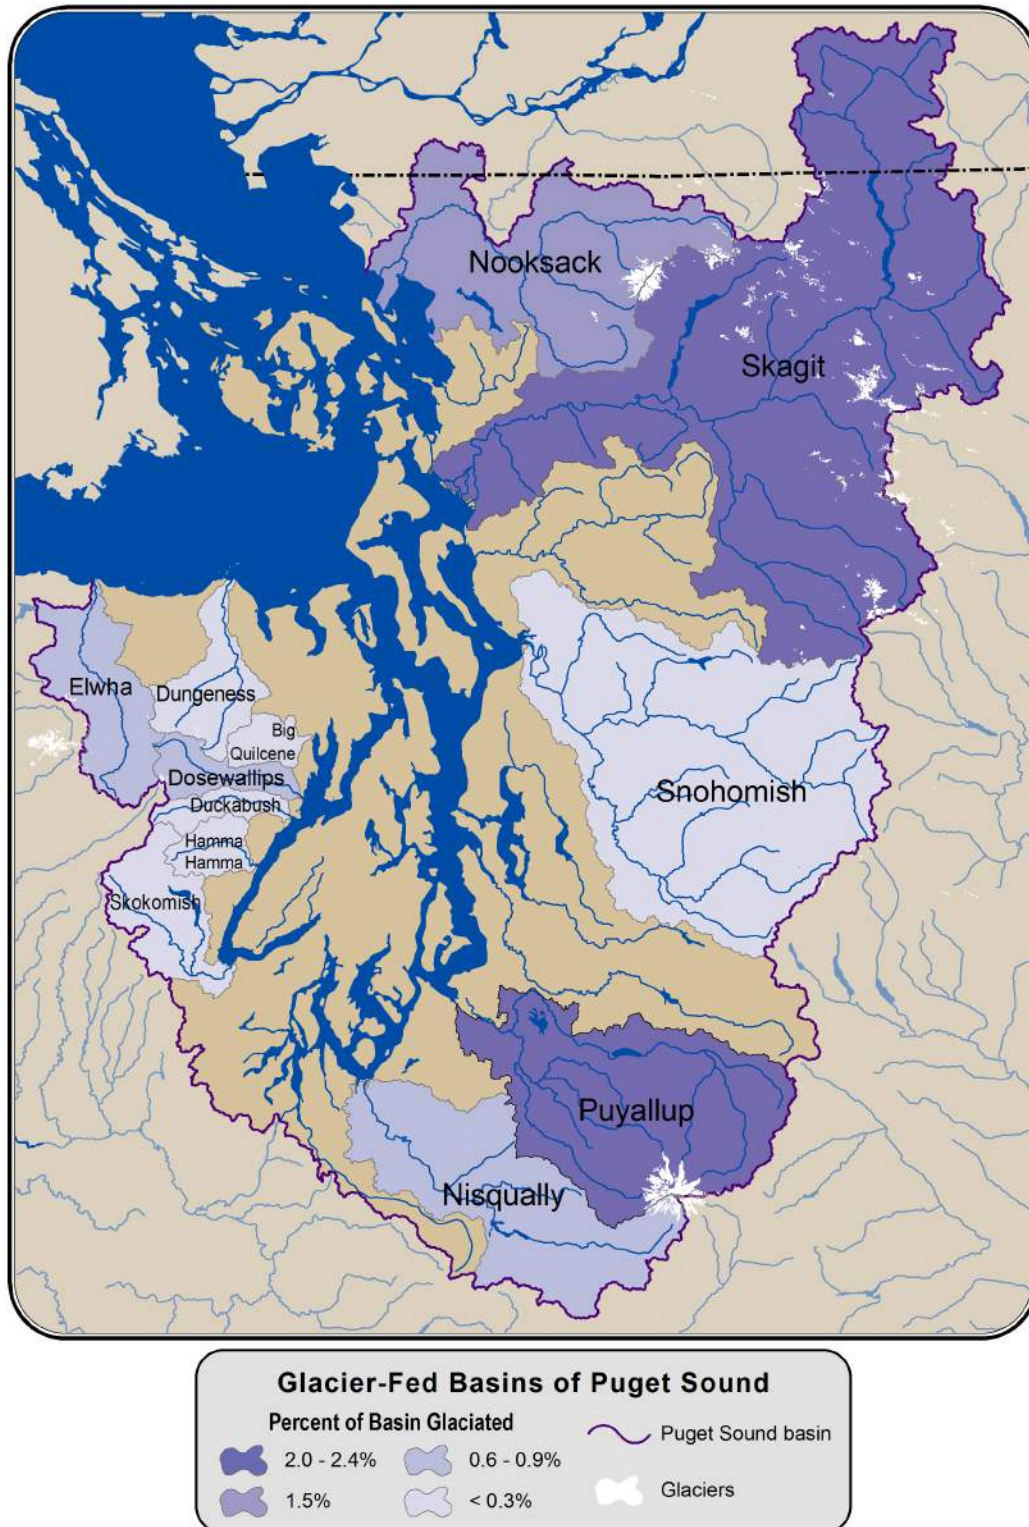 Nooksack
Skagit
Elwha
Dungeness
Big
Quilcene
Dosewallips
Duckabush
Hamma
Hamma
Skokomish
Snohomish
Puyallup
Nisqually
Glacier-Fed Basins of Puget Sound
Percent of Basin Glaciated
2.0 - 2.4%
0.6 - 0.9%
Puget Sound basin
1.5%
< 0.3%
Glaciers